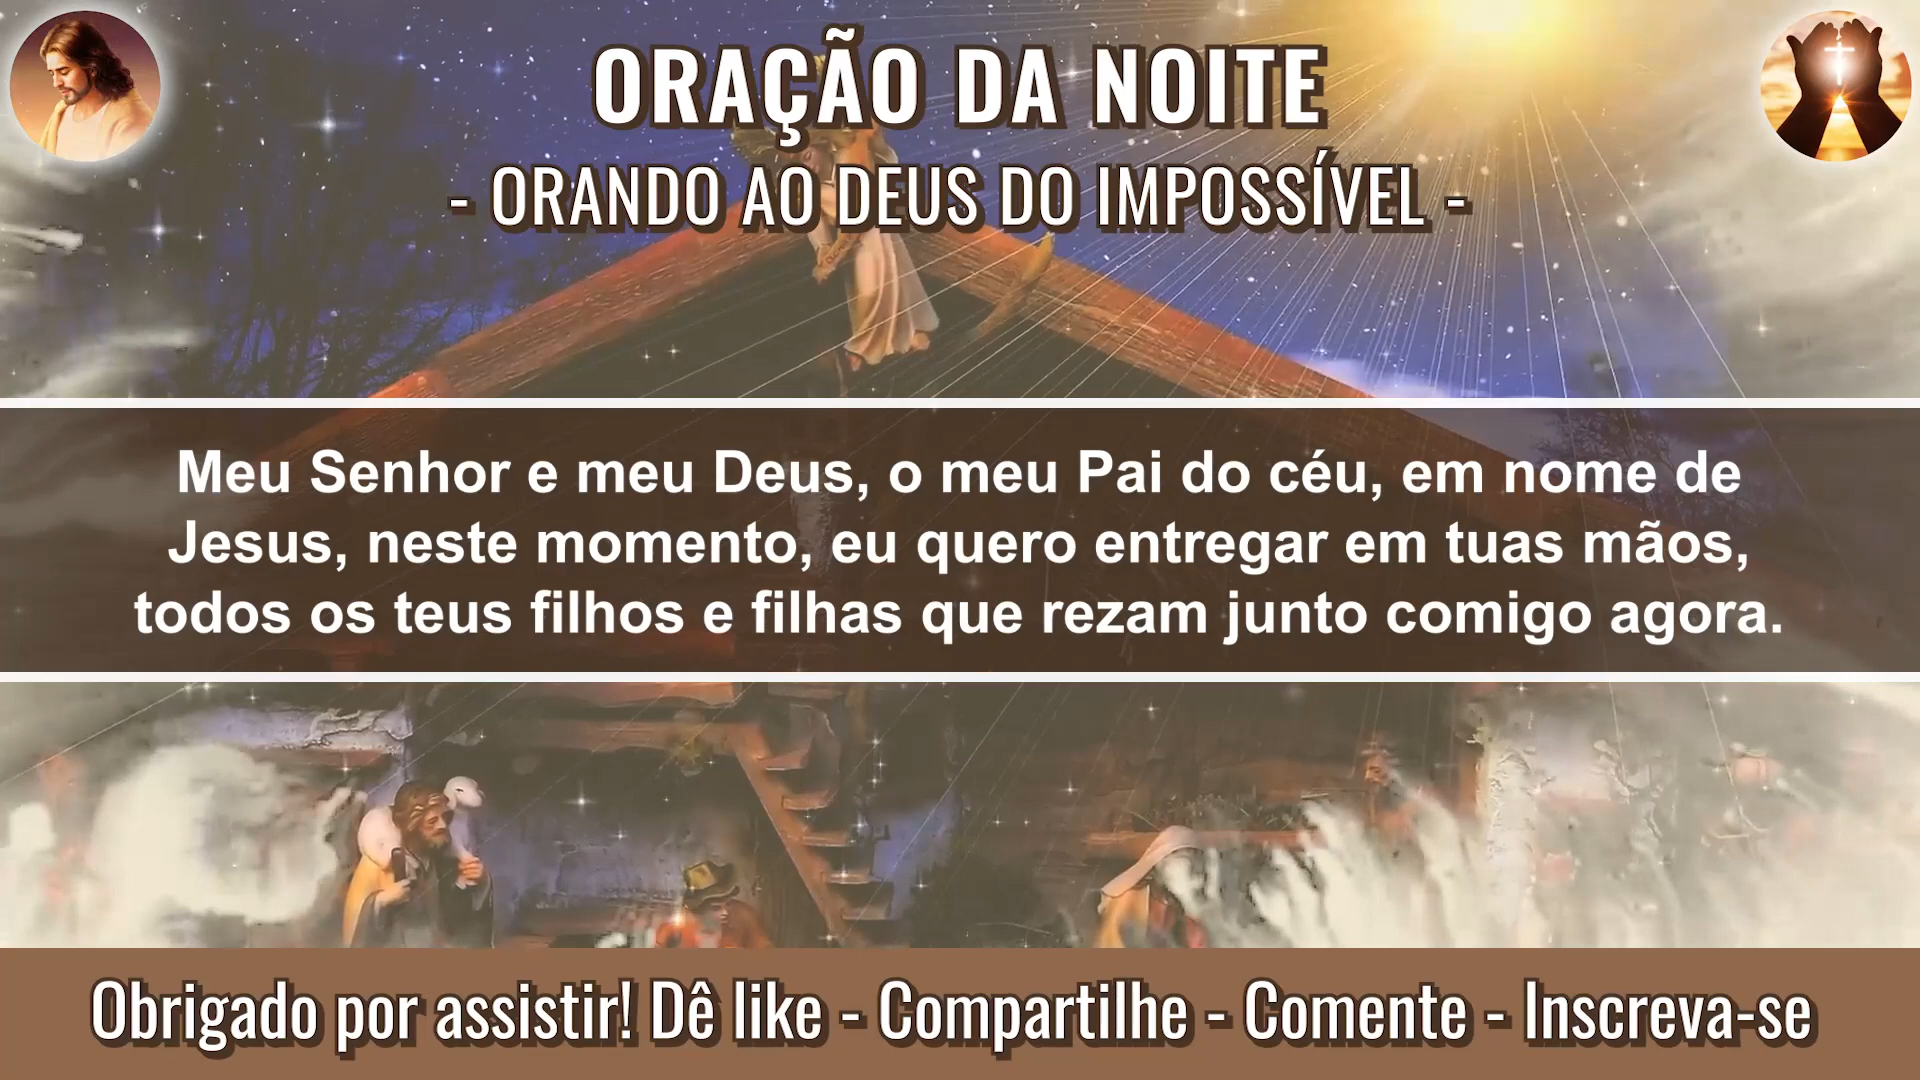 ORAÇÃO DA NOITE
- ORANDO AO DEUS DO IMPOSSÍVEL -
Meu Senhor e meu Deus, o meu Pai do céu, em nome de
Jesus, neste momento, eu quero entregar em tuas mãos,
todos os teus filhos e filhas que rezam junto comigo agora.
Obrigado por assistir! Dê like - Compartilhe - Comente - Inscreva-se